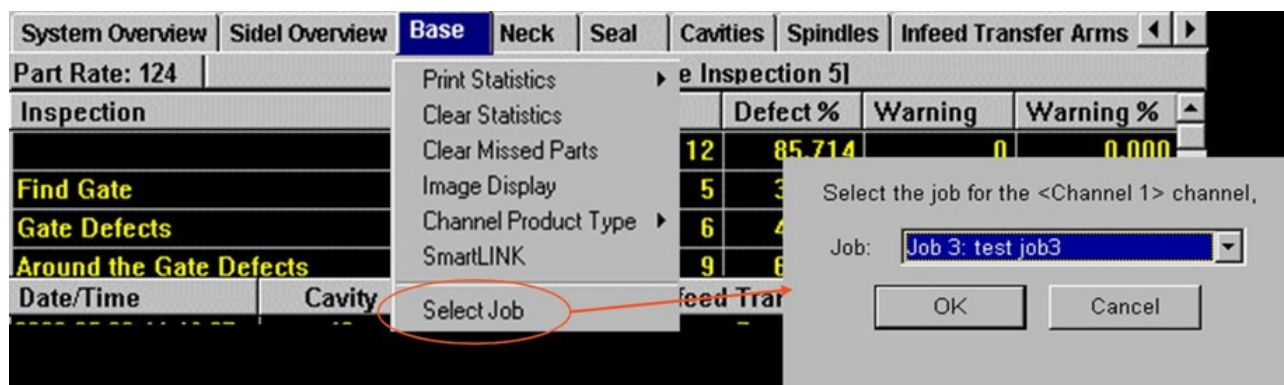 System Overview Sidel Overview Base Neck Seal Cavities Spindles Infeed Transfer Arms
Part Rate: 124 e Inspection 5]
Inspection Defect % Warning Warning %
12 85.714 0 0.000
Find Gate 5
Gate Defects 6
Around the Gate Defects 9
Date/Time Cavity feed Tra
Print Statistics
Clear Statistics
Clear Missed Parts
Image Display
Channel Product Type
SmartLINK
Select Job
Select the job for the <Channel 1> channel,
Job: Job 3: test job3
OK Cancel